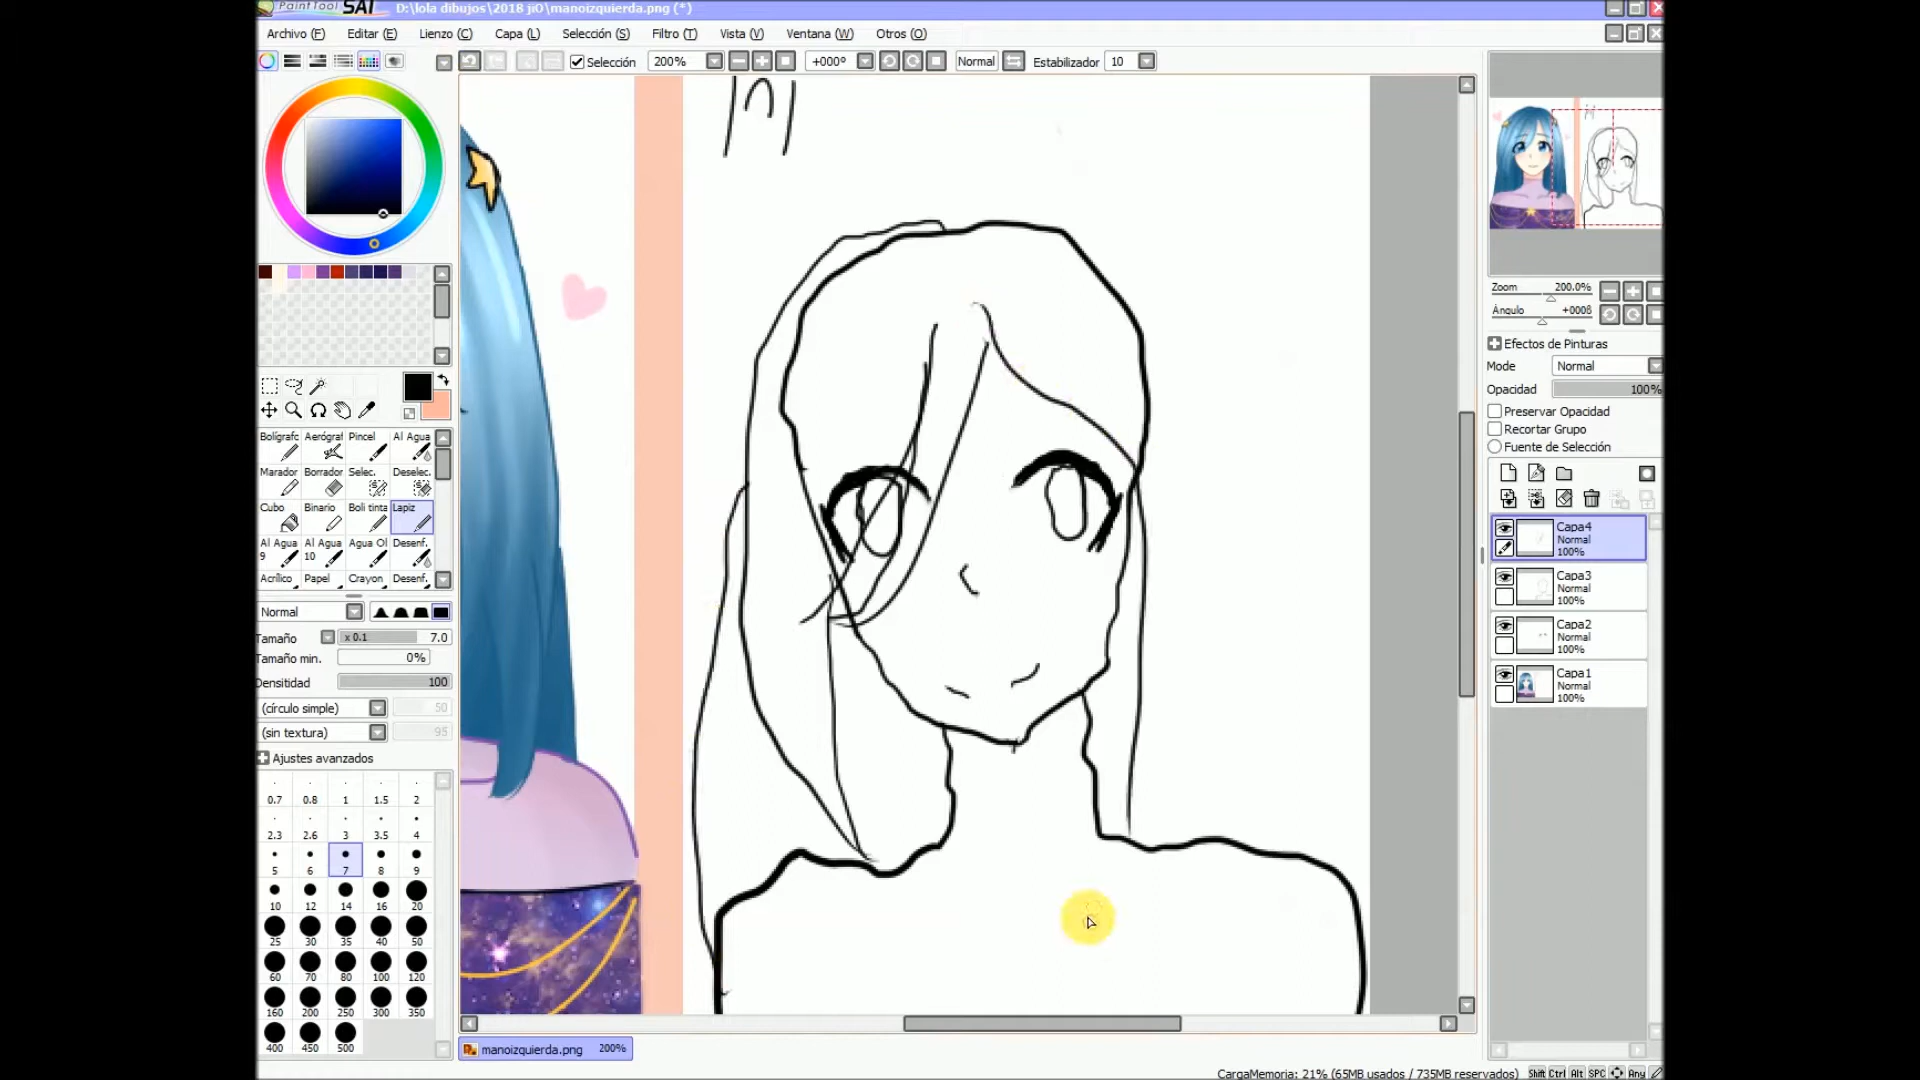 PaintTool SAI D:\lola dibujos\2018 jiO\manoizquierda.png (*)
Archivo (F) Editar (E) Lienzo (C) Capa (L) Selección (S) Filtro (T) Vista (V) Ventana (W) Otros (O)
Selección 200% +000º Normal Estabilizador 10
Zoom 200.0%
Ángulo +000ß
Efectos de Pinturas
Mode Normal
Opacidad 100%
Preservar Opacidad
Recortar Grupo
Fuente de Selección
Capa4
Normal
100%
Capa3
Normal
100%
Capa2
Normal
100%
Capa1
Normal
100%
Bolígrafc Aerógraf Pincel Al Agua
Marador Borrador Selec. Deselec.
Cubo Binario Boli tinta Lapiz
Al Agua 9 Al Agua 10 Agua Ol Desenf.
Acrílico Papel Crayon Desenf.
Normal
Tamaño x 0.1 7.0
Tamaño min. 0%
Densitidad 100
(círculo simple) 50
(sin textura) 95
Ajustes avanzados
0.7 0.8 1 1.5 2
2.3 2.6 3 3.5 4
5 6 7 8 9
10 12 14 16 20
25 30 35 40 50
60 70 80 100 120
160 200 250 300 350
400 450 500
manoizquierda.png 200%
CargaMemoria: 21% (65MB usados / 735MB reservados) Shift Ctrl Alt SPC Any